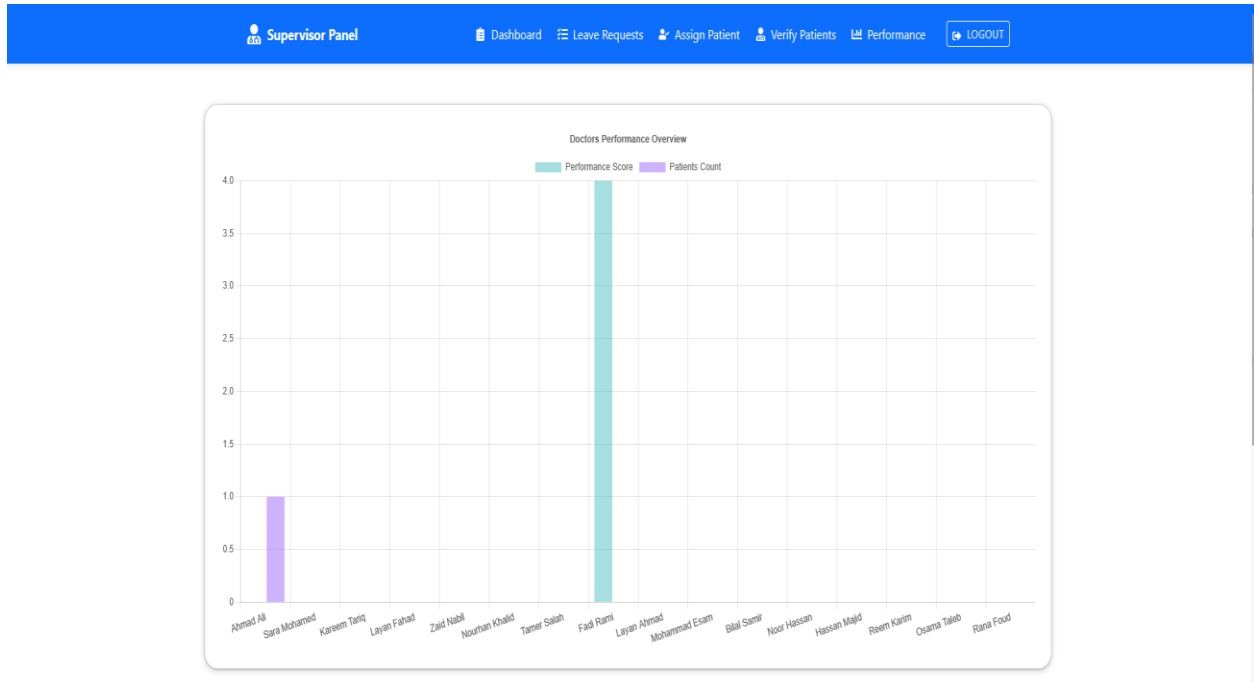 Supervisor Panel Dashboard Leave Requests Assign Patient Verify Patients Performance LOGOUT
Doctors Performance Overview
Performance Score Patients Count
4.0
3.5
3.0
2.5
2.0
1.5
1.0
0.5
0
Ahmad Ali Sara Mohamed Kareem Tariq Layan Fahad Zaid Nabil Nourhan Khalid Tamer Salah Fadi Rami Layan Ahmad Mohammad Esam Bilal Samir Noor Hassan Hassan Majid Reem Karim Osama Taleb Rana Foud